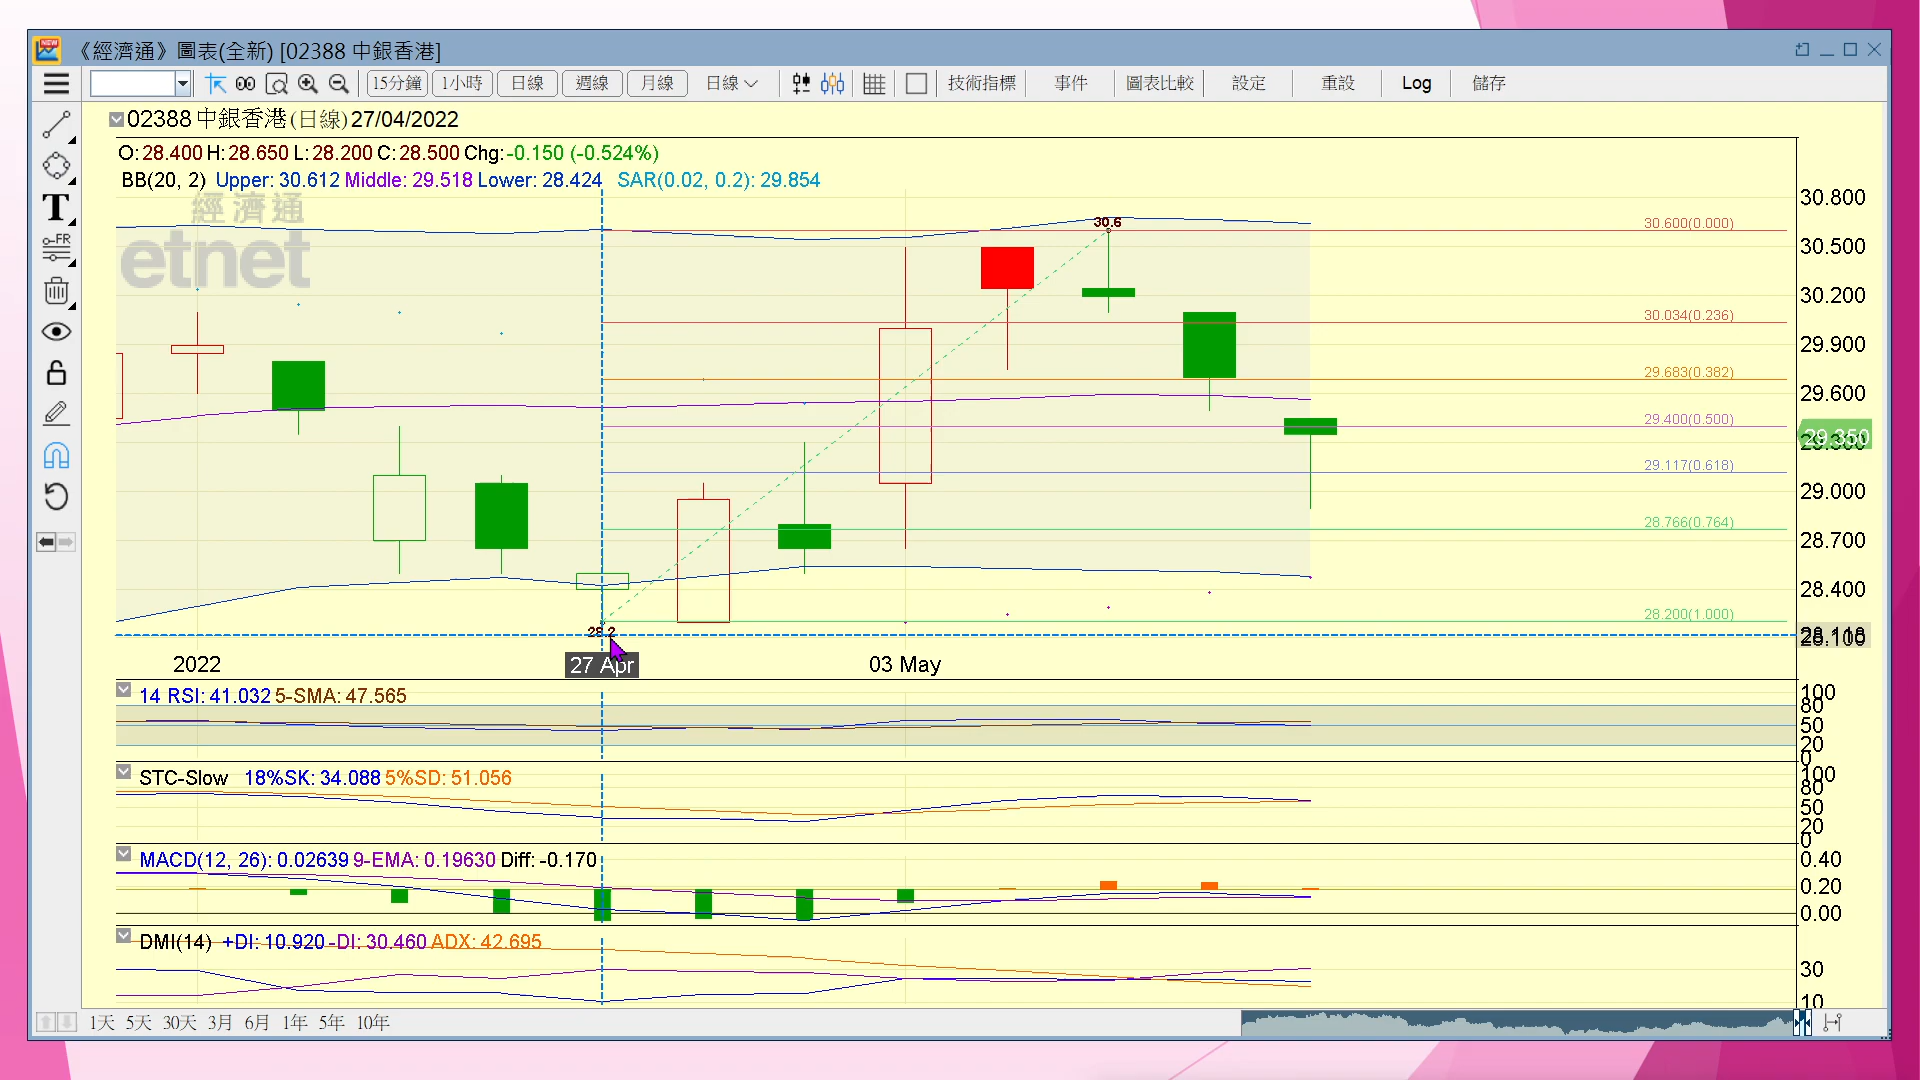 《經濟通》圖表(全新) [02388 中銀香港]
15分鐘 1小時 日線 週線 月線 日線 技術指標 事件 圖表比較 設定 重設 Log 儲存
02388 中銀香港(日線) 27/04/2022
O:28.400 H:28.650 L:28.200 C:28.500 Chg:-0.150 (-0.524%)
BB(20, 2) Upper: 30.612 Middle: 29.518 Lower: 28.424 SAR(0.02, 0.2): 29.854
經濟通
etnet
T
FR
30.6
30.600(0.000)
30.034(0.236)
29.683(0.382)
29.400(0.500)
29.117(0.618)
28.766(0.764)
28.200(1.000)
28.2
30.800
30.500
30.200
29.900
29.600
29.350
29.000
28.700
28.400
28.100
2022 27 Apr 03 May
14 RSI: 41.032 5-SMA: 47.565
100
80
50
20
0
STC-Slow 18%SK: 34.088 5%SD: 51.056
100
80
50
20
0
MACD(12, 26): 0.02639 9-EMA: 0.19630 Diff: -0.170
0.40
0.20
0.00
DMI(14) +DI: 10.920 -DI: 30.460 ADX: 42.695
30
10
1天 5天 30天 3月 6月 1年 5年 10年